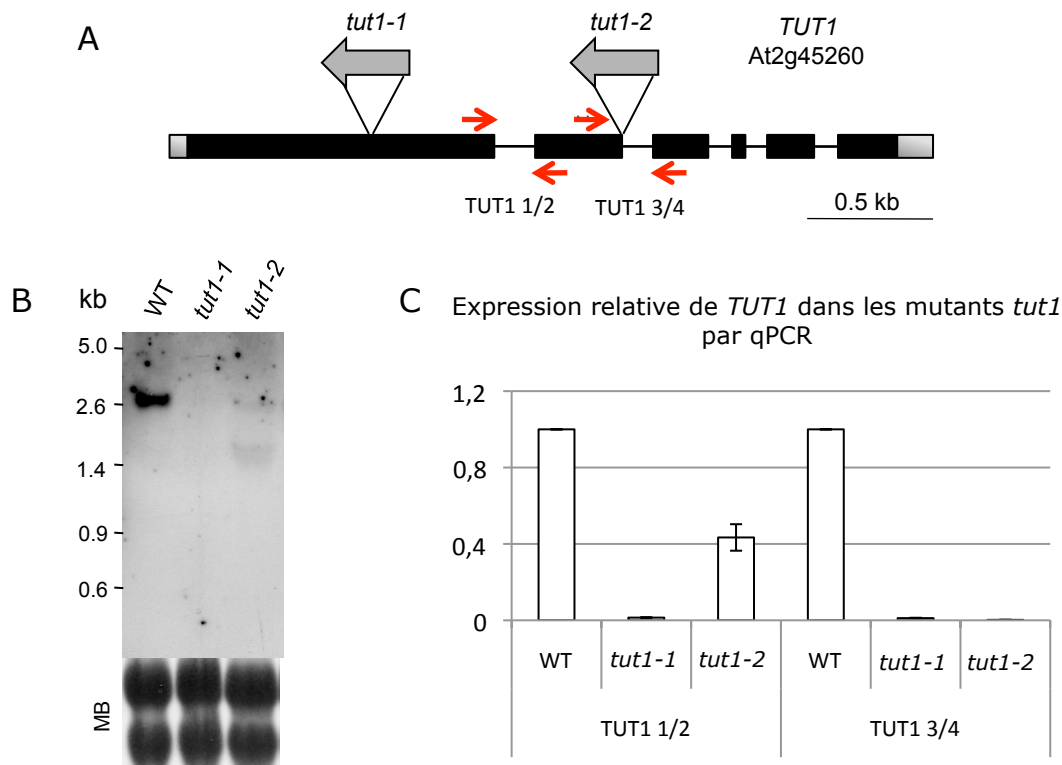 A
tut1-1
tut1-2
TUT1
At2g45260
TUT1 1/2
TUT1 3/4
0.5 kb
B
kb
WT
tut1-1
tut1-2
5.0
2.6
1.4
0.9
0.6
MB
C
Expression relative de TUT1 dans les mutants tut1
par qPCR
1,2
0,8
0,4
0
WT
tut1-1
tut1-2
WT
tut1-1
tut1-2
TUT1 1/2
TUT1 3/4